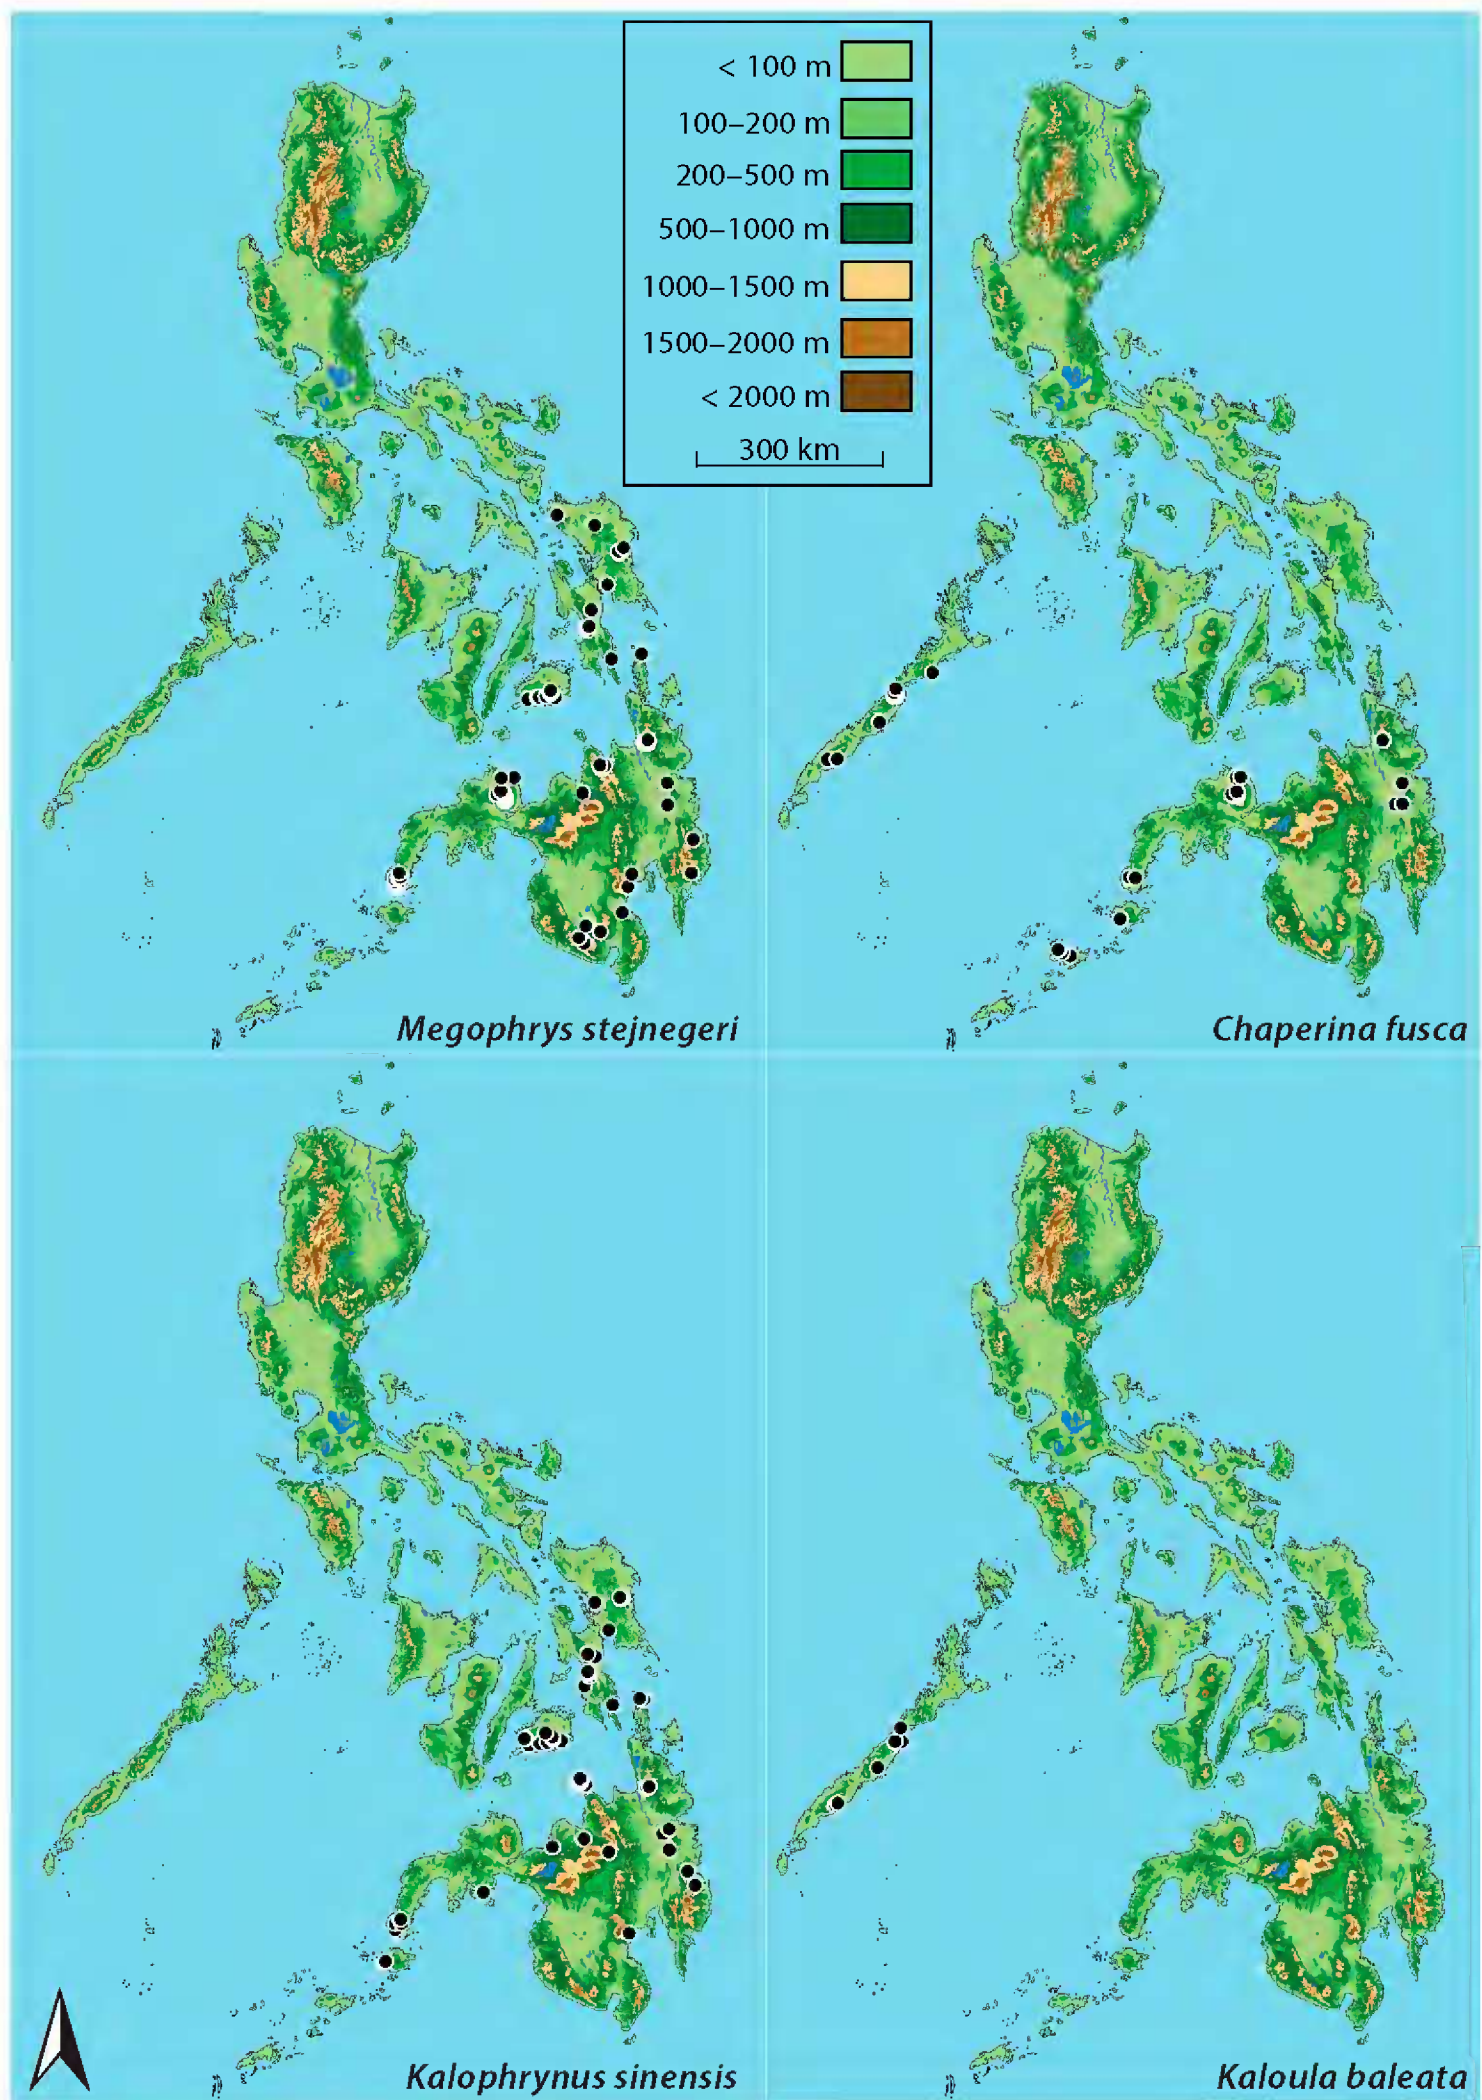 < 100 m
100–200 m
200–500 m
500–1000 m
1000–1500 m
1500–2000 m
< 2000 m
300 km
Megophrys stejnegeri
Chaperina fusca
Kalophrynus sinensis
Kaloula baleata